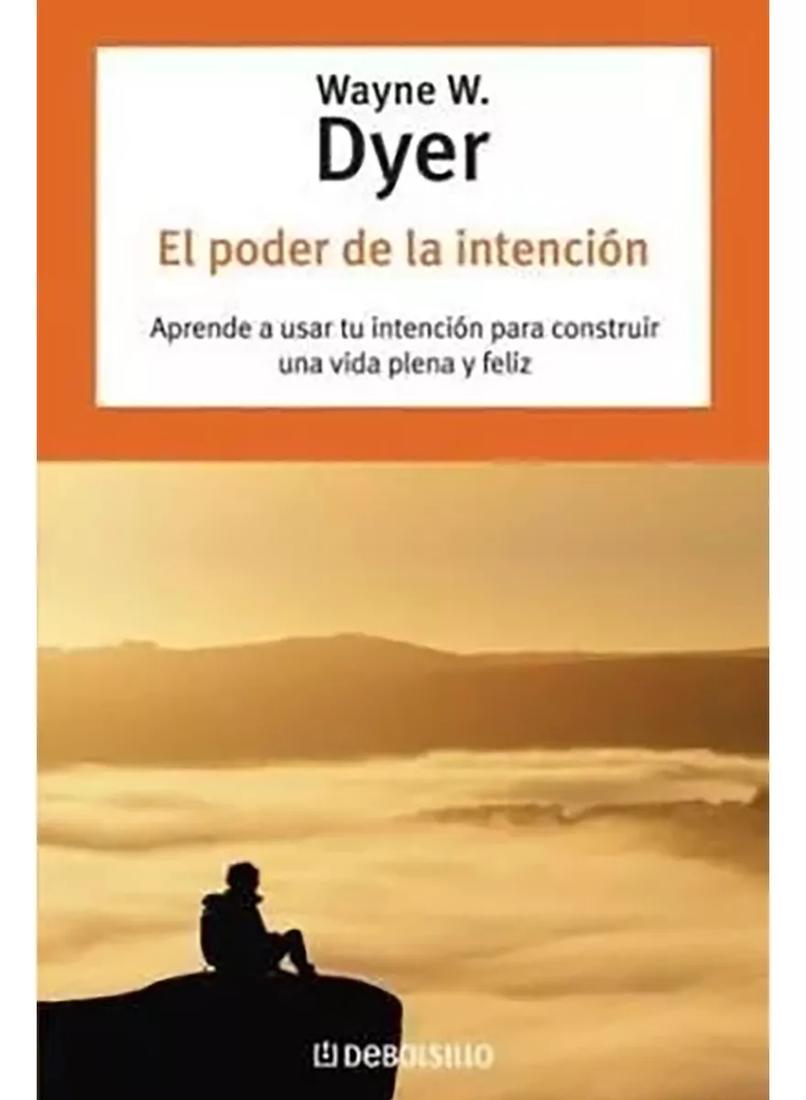 Wayne W.
Dyer
El poder de la intención
Aprende a usar tu intención para construir
una vida plena y feliz
DEBOLSILLO